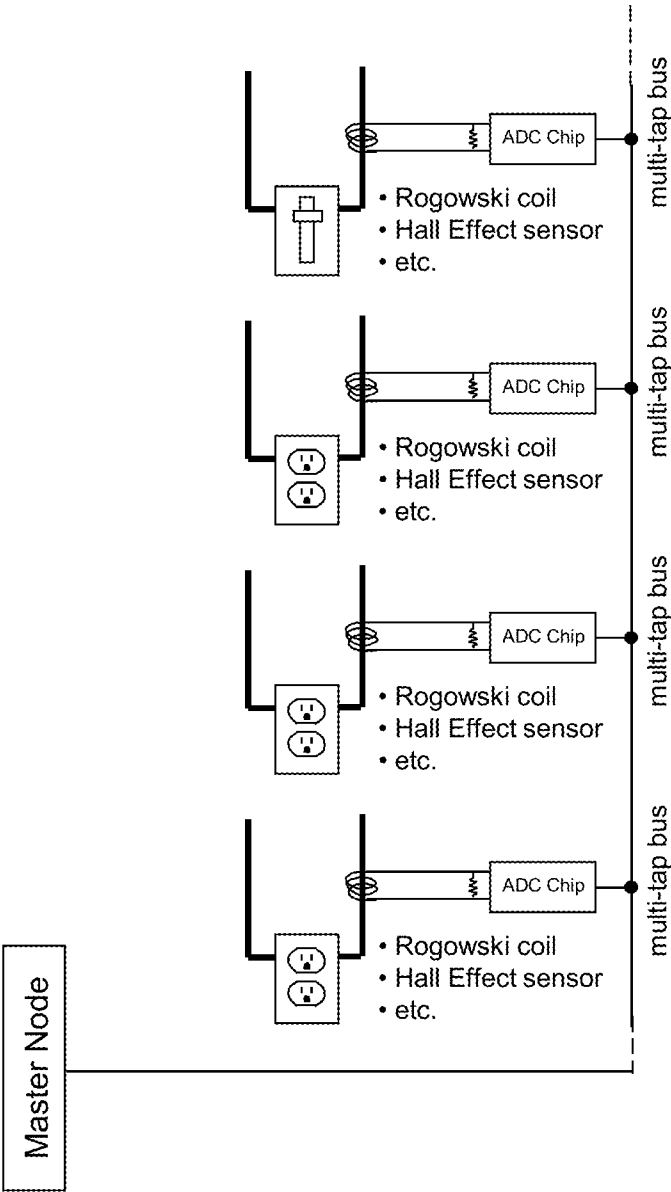 ADC Chip
multi-tap bus
• Rogowski coil
• Hall Effect sensor
• etc.
ADC Chip
multi-tap bus
• Rogowski coil
• Hall Effect sensor
• etc.
ADC Chip
multi-tap bus
• Rogowski coil
• Hall Effect sensor
• etc.
ADC Chip
multi-tap bus
• Rogowski coil
• Hall Effect sensor
• etc.
Master Node